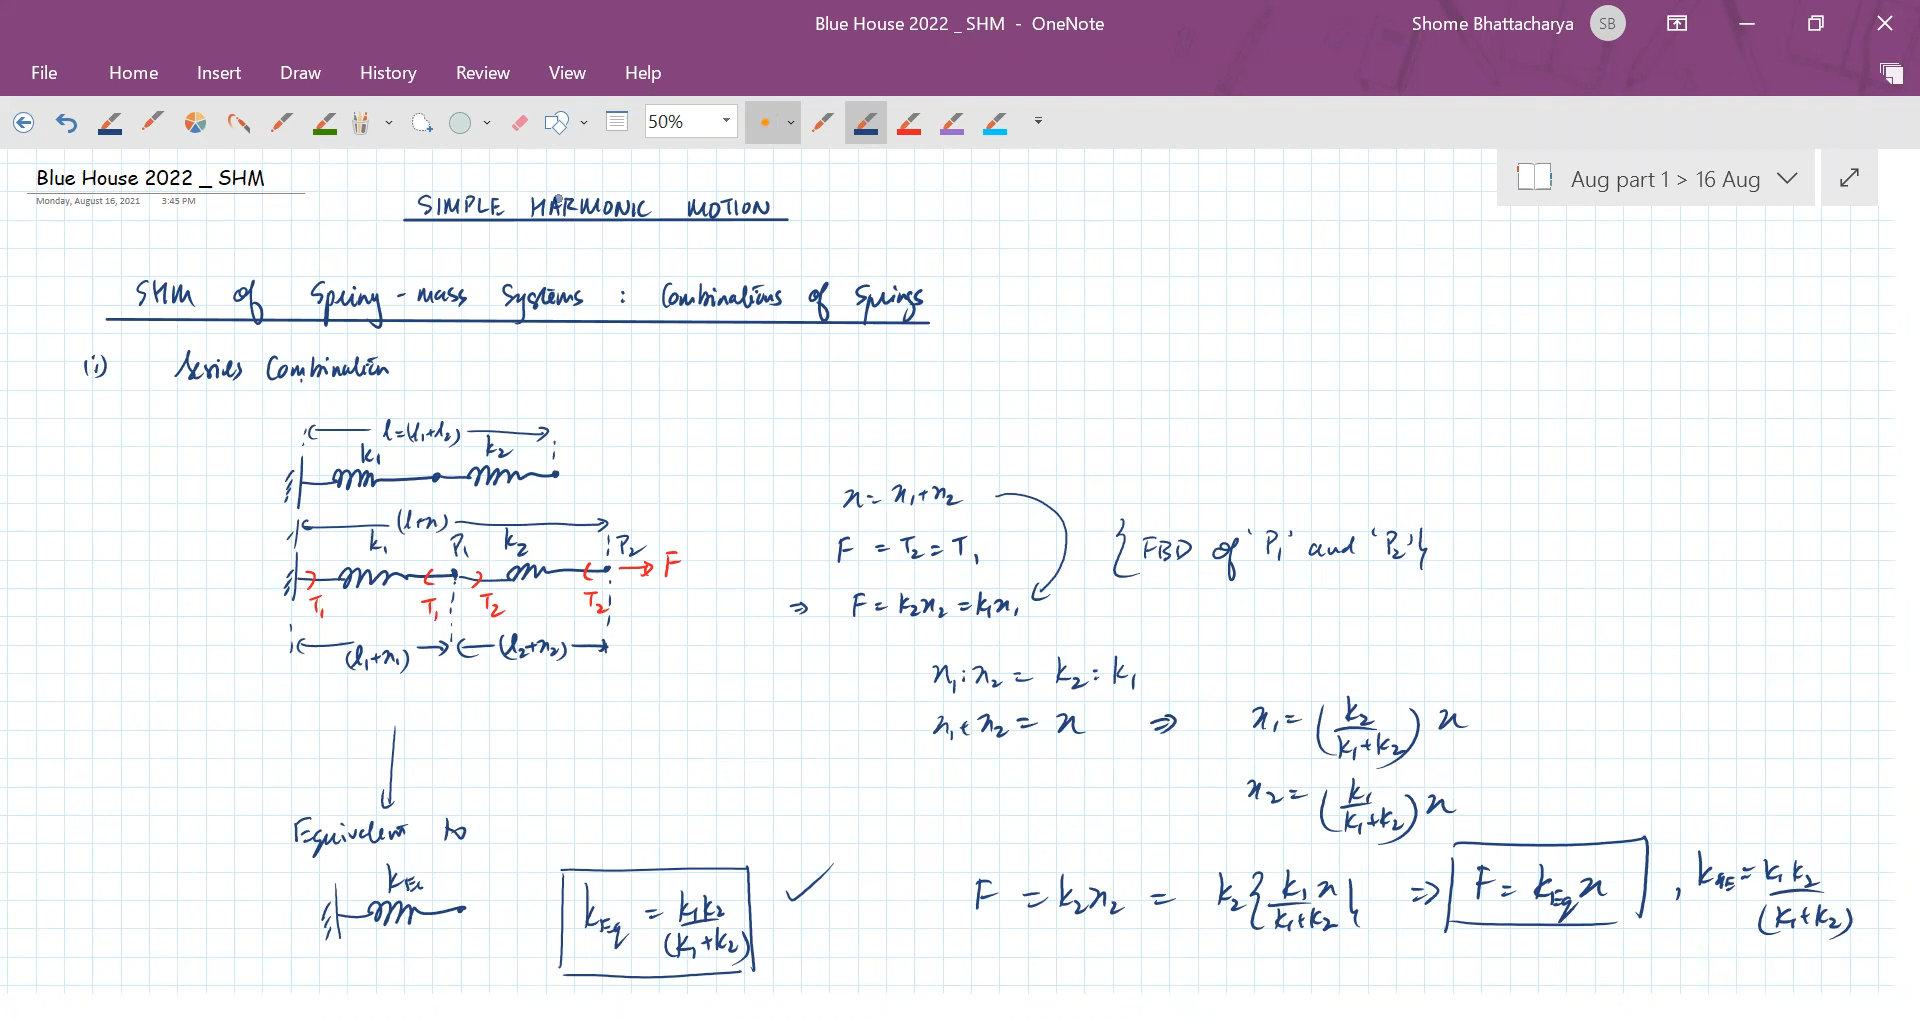 Blue House 2022 _ SHM - OneNote
Shome Bhattacharya SB
File Home Insert Draw History Review View Help
50%
Blue House 2022 _ SHM
Monday, August 16, 2021 3:45 PM
Aug part 1 > 16 Aug
SIMPLE HARMONIC MOTION
SHM of Spring-mass Systems : Combinations of Springs
(i) Series Combination
l=(l₁+l₂)
k₁ k₂
(l+x)
k₁ P₁ k₂ P₂
F
T₁ T₁ T₂ T₂
(l₁+x₁) (l₂+x₂)
Equivalent to
k_Eq
k_Eq = k₁k₂/(k₁+k₂)
x = x₁+x₂
F = T₂ = T₁ {FBD of 'P₁' and 'P₂'}
⇒ F = k₂x₂ = k₁x₁
x₁:x₂ = k₂:k₁
x₁+x₂ = x ⇒ x₁ = (k₂/(k₁+k₂)) x
x₂ = (k₁/(k₁+k₂)) x
F = k₂x₂ = k₂{k₁x/(k₁+k₂)} ⇒ F = k_Eq x , k_Eq = k₁k₂/(k₁+k₂)